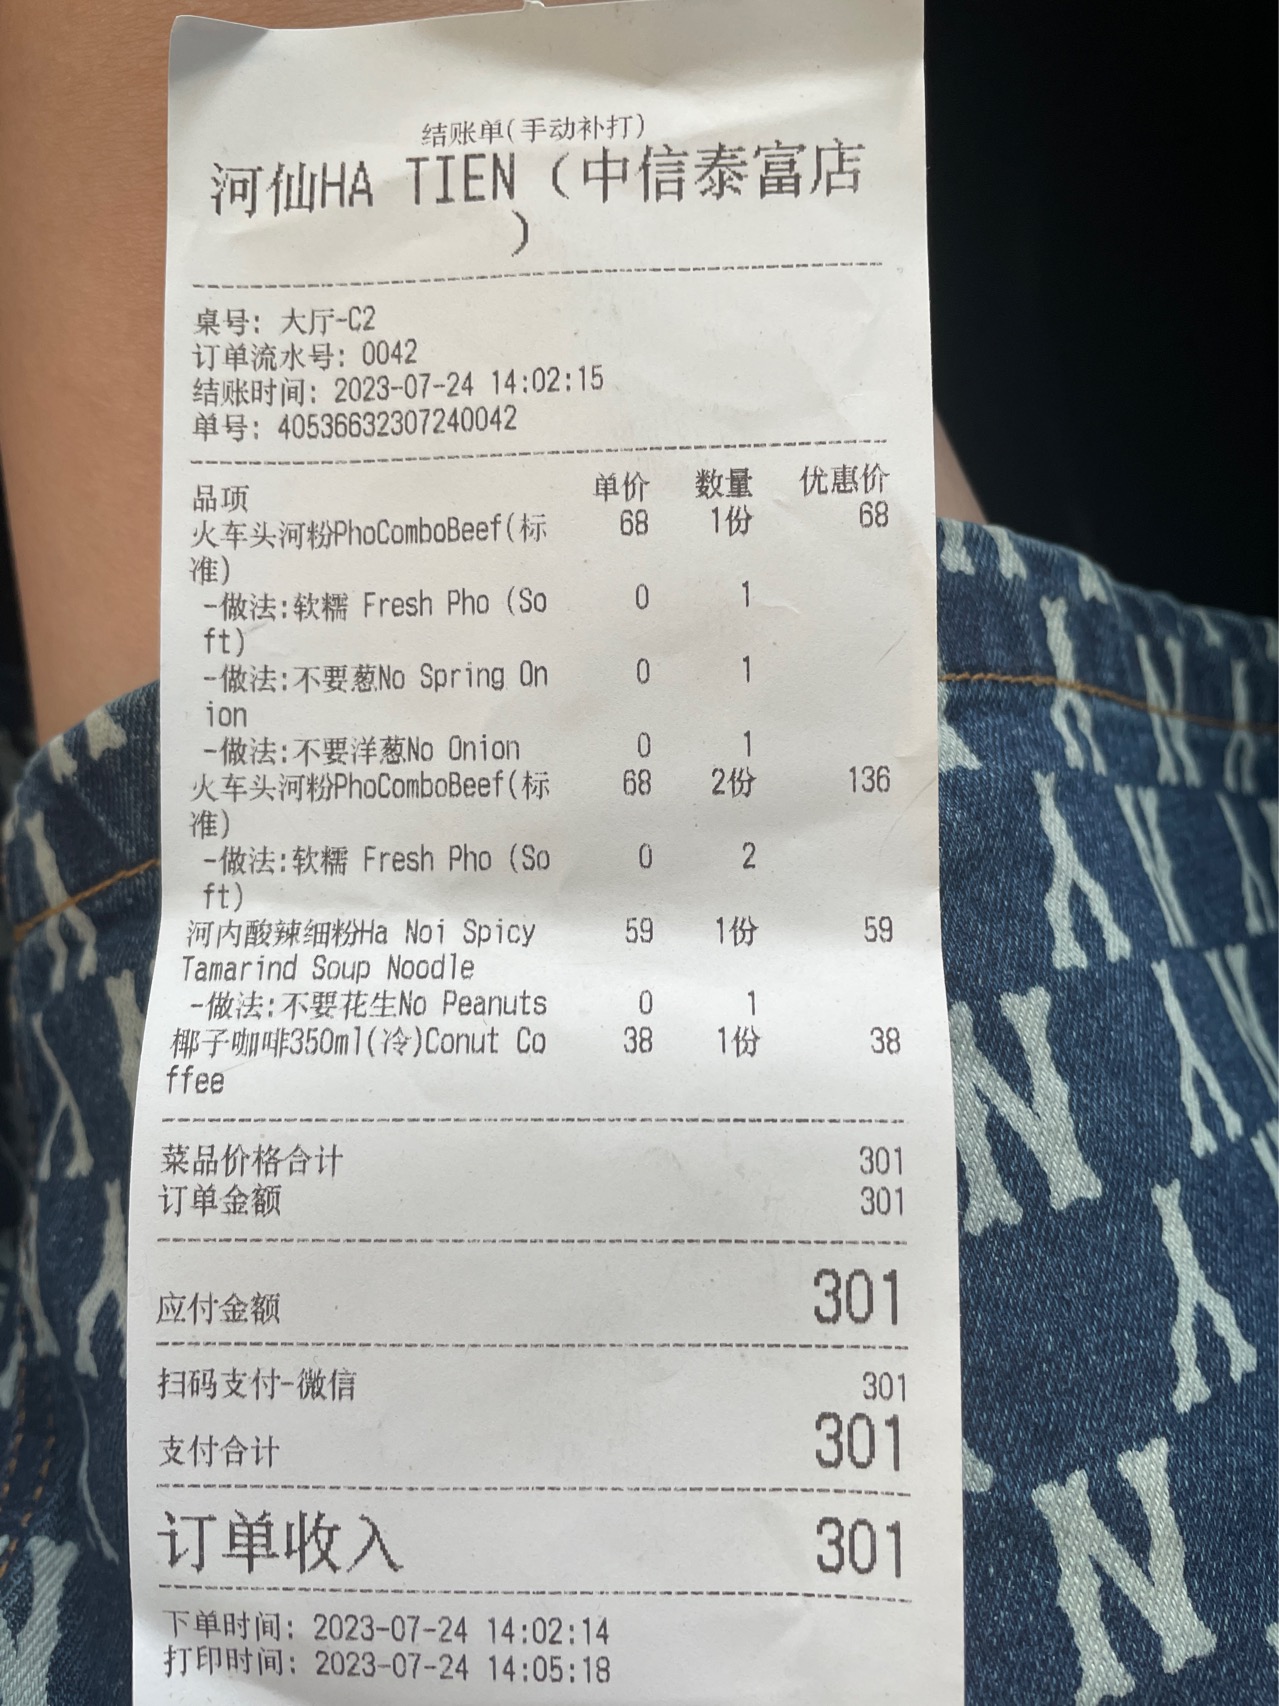 结账单(手动补打)
河仙HA TIEN（中信泰富店
）
桌号: 大厅-C2
订单流水号: 0042
结账时间: 2023-07-24 14:02:15
单号: 40536632307240042
品项 单价 数量 优惠价
火车头河粉PhoComboBeef(标 68 1份 68
准)
-做法:软糯 Fresh Pho (So 0 1
ft)
-做法:不要葱No Spring On 0 1
ion
-做法:不要洋葱No Onion 0 1
火车头河粉PhoComboBeef(标 68 2份 136
准)
-做法:软糯 Fresh Pho (So 0 2
ft)
河内酸辣细粉Ha Noi Spicy 59 1份 59
Tamarind Soup Noodle
-做法:不要花生No Peanuts 0 1
椰子咖啡350ml(冷)Conut Co 38 1份 38
ffee
菜品价格合计 301
订单金额 301
应付金额 301
扫码支付-微信 301
支付合计 301
订单收入 301
下单时间: 2023-07-24 14:02:14
打印时间: 2023-07-24 14:05:18